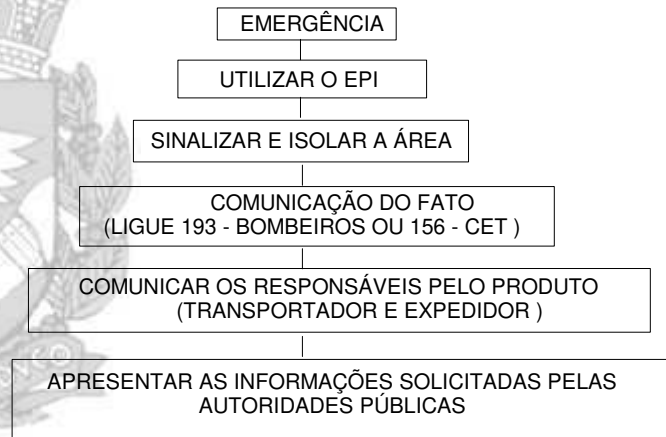 EMERGÊNCIA
UTILIZAR O EPI
SINALIZAR E ISOLAR A ÁREA
COMUNICAÇÃO DO FATO
(LIGUE 193 - BOMBEIROS OU 156 - CET )
COMUNICAR OS RESPONSÁVEIS PELO PRODUTO
(TRANSPORTADOR E EXPEDIDOR )
APRESENTAR AS INFORMAÇÕES SOLICITADAS PELAS
AUTORIDADES PÚBLICAS